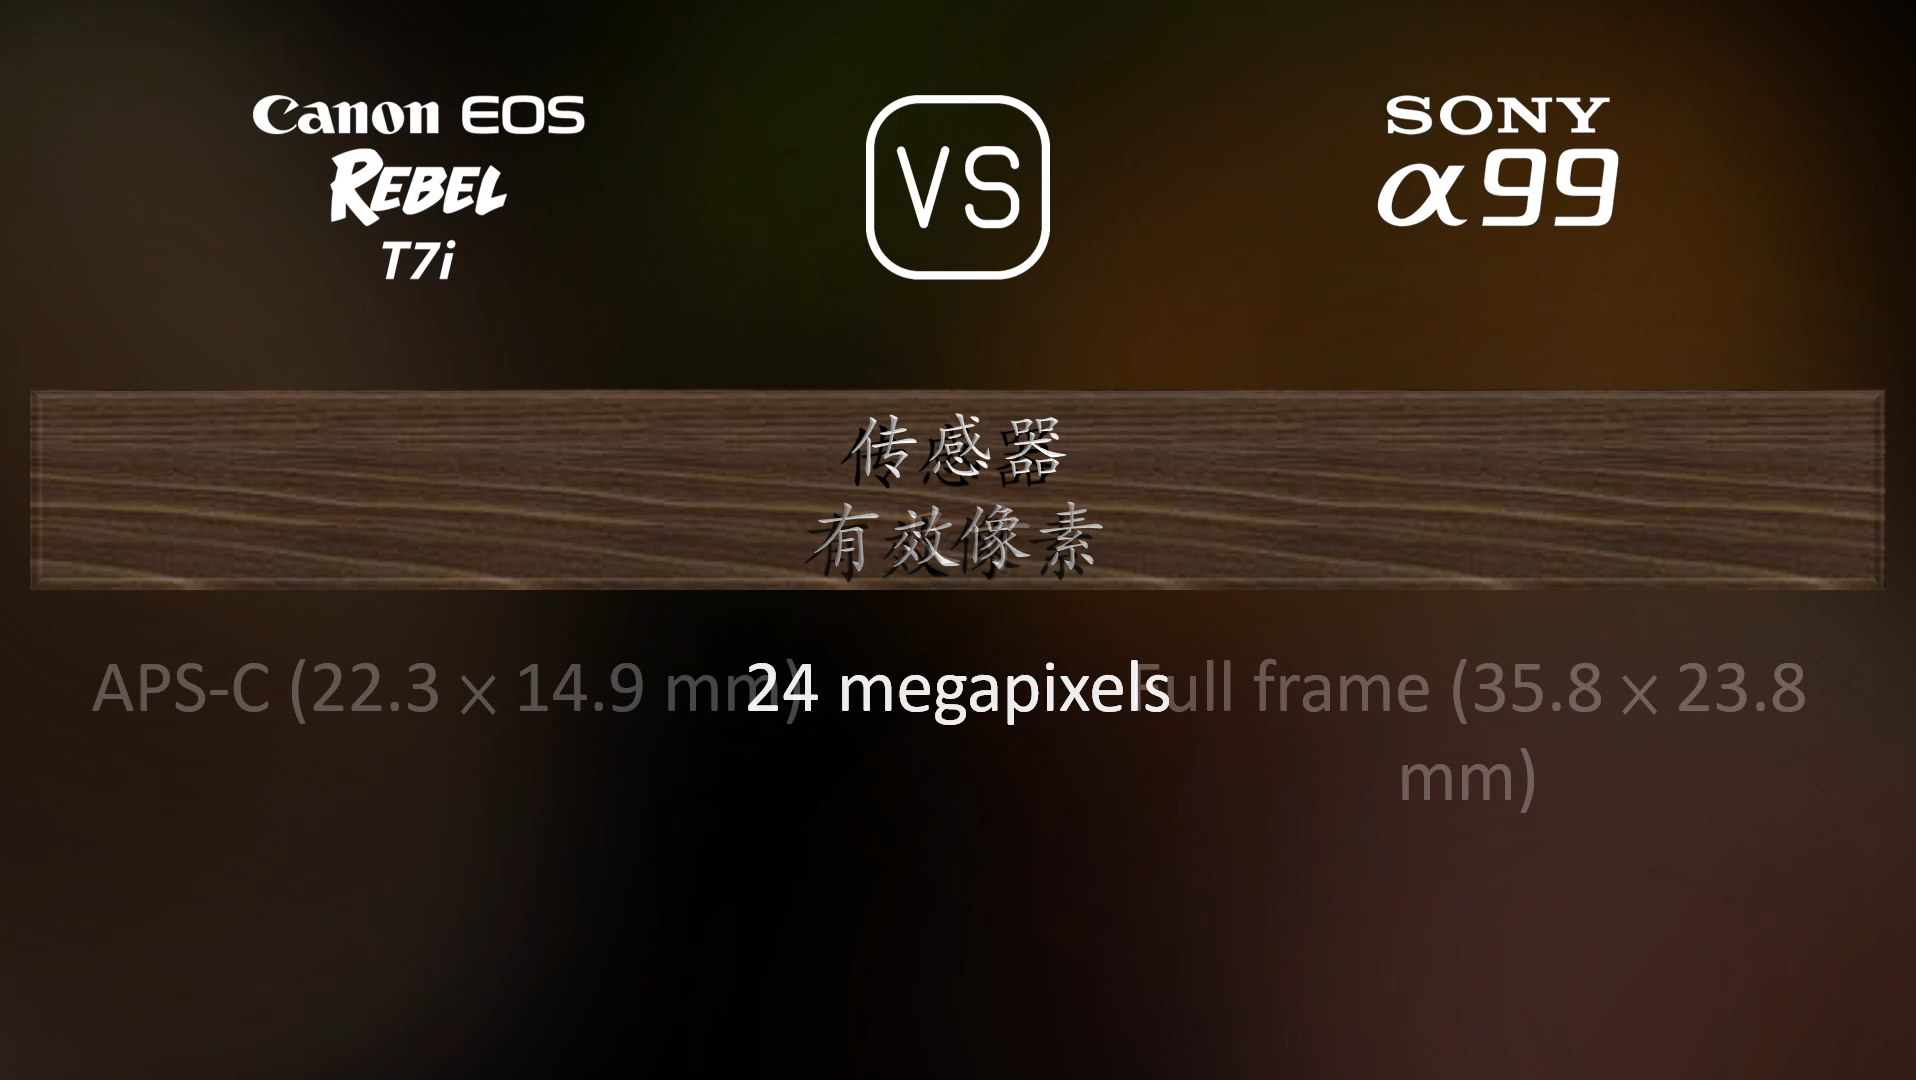 Canon EOS
REBEL
T7i
VS
SONY
α99
传感器
有效像素
APS-C (22.3 x 14.9 mm)
24 megapixels
Full frame (35.8 x 23.8
mm)